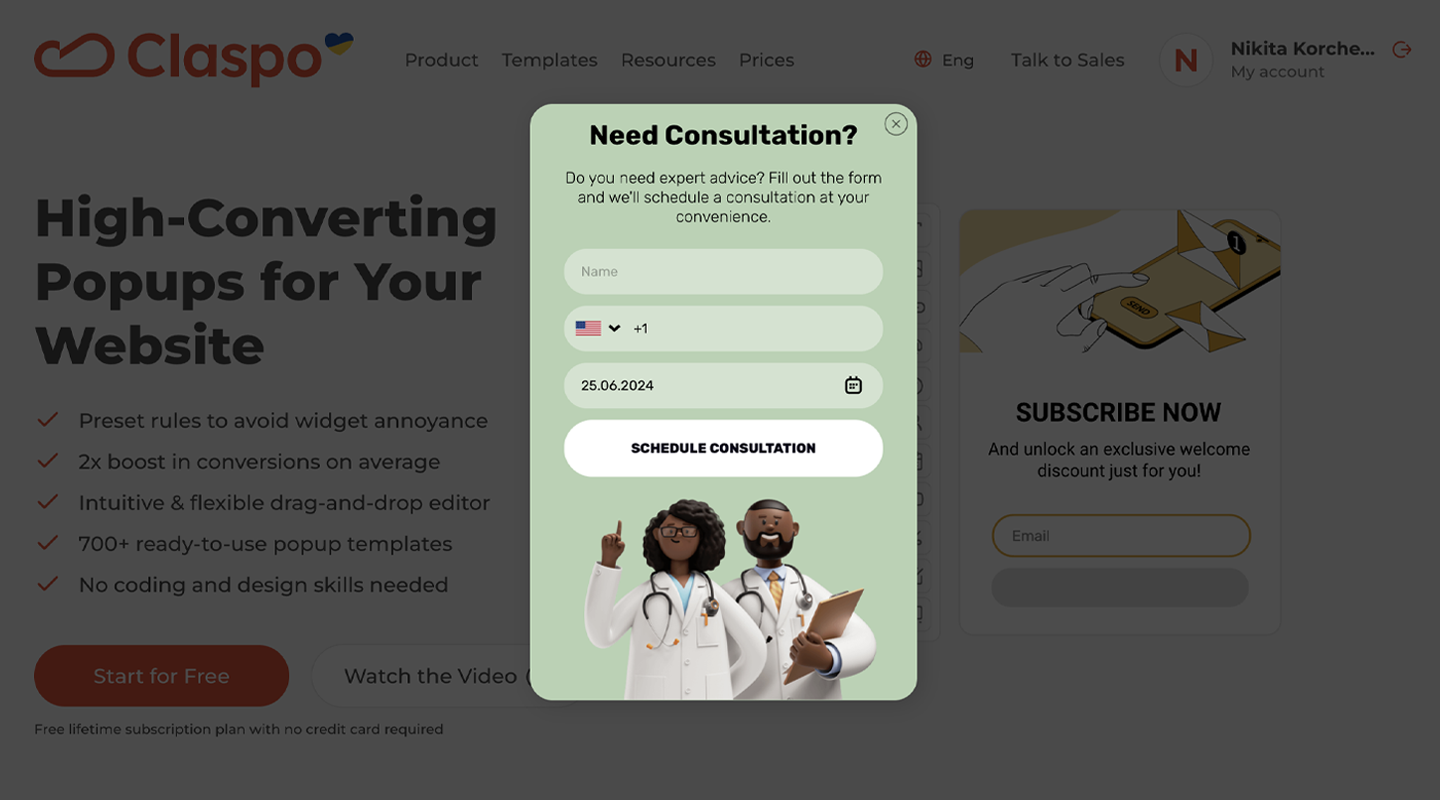 Claspo
Product Templates Resources Prices
Eng
Talk to Sales
N
Nikita Korche...
My account
High-Converting
Popups for Your
Website
Preset rules to avoid widget annoyance
2x boost in conversions on average
Intuitive & flexible drag-and-drop editor
700+ ready-to-use popup templates
No coding and design skills needed
Start for Free
Watch the Video (
Free lifetime subscription plan with no credit card required
Need Consultation?
Do you need expert advice? Fill out the form
and we'll schedule a consultation at your
convenience.
Name
+1
25.06.2024
SCHEDULE CONSULTATION
1
SEND
SUBSCRIBE NOW
And unlock an exclusive welcome
discount just for you!
Email